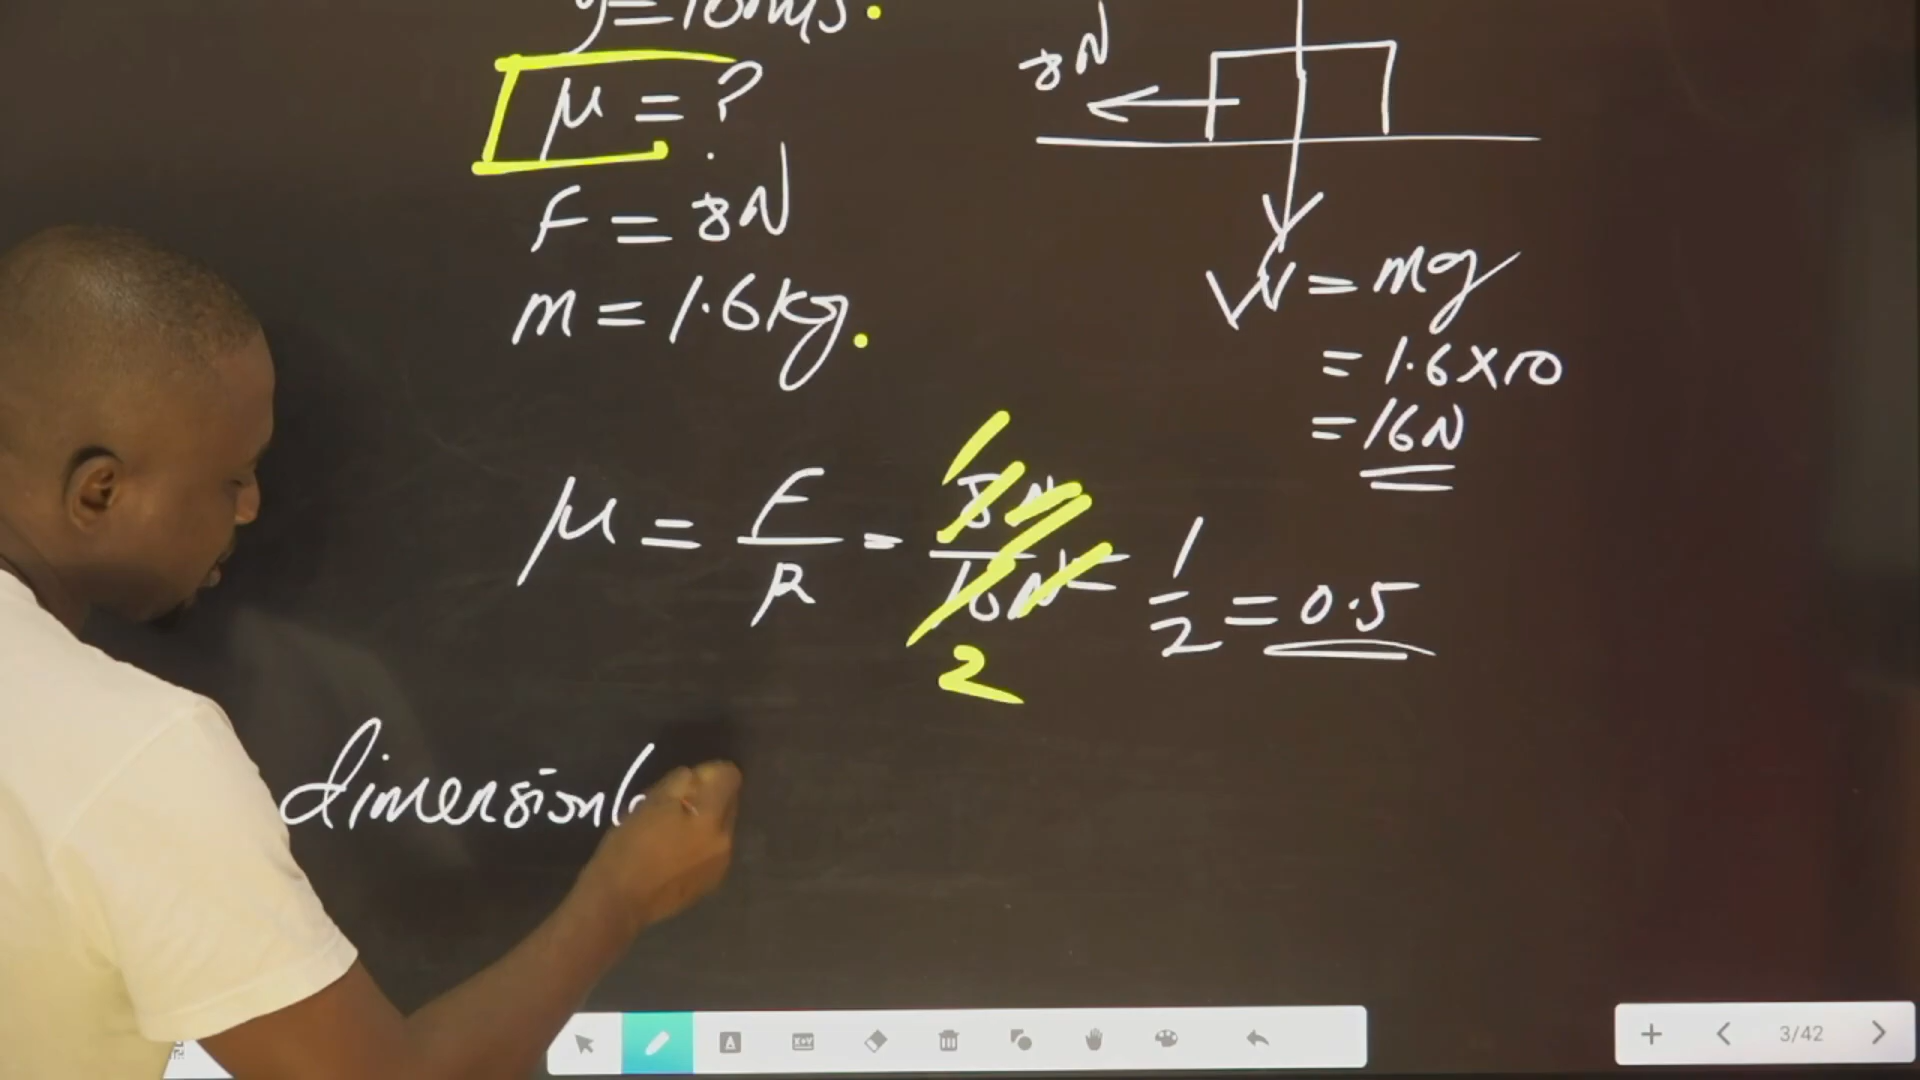 μ = ?
F = 8N
m = 1.6kg.
8N
W = mg
= 1.6×10
= 16N
μ = F/R = 8N/16N 1/2 = 0.5
1
2
3/42